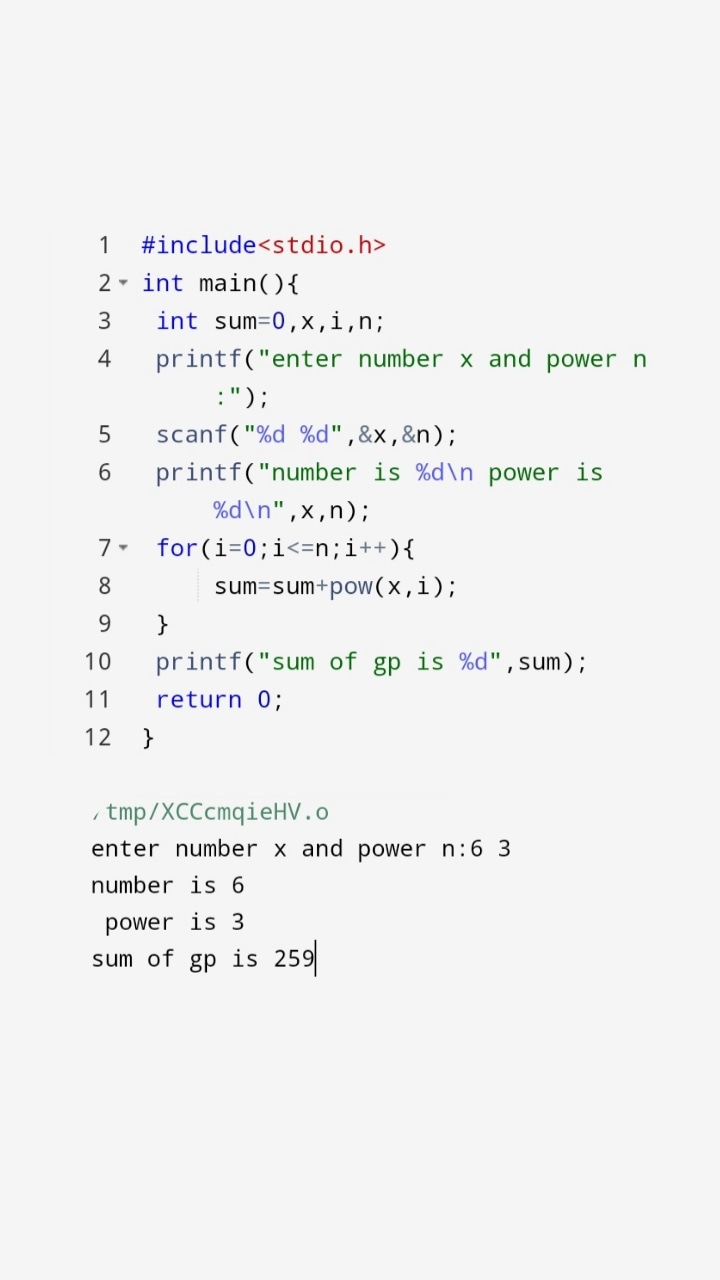 1 #include<stdio.h>
2 int main(){
3 int sum=0,x,i,n;
4 printf("enter number x and power n
:");
5 scanf("%d %d",&x,&n);
6 printf("number is %d\n power is
%d\n",x,n);
7 for(i=0;i<=n;i++){
8 sum=sum+pow(x,i);
9 }
10 printf("sum of gp is %d",sum);
11 return 0;
12 }
/tmp/XCCcmqieHV.o
enter number x and power n:6 3
number is 6
power is 3
sum of gp is 259